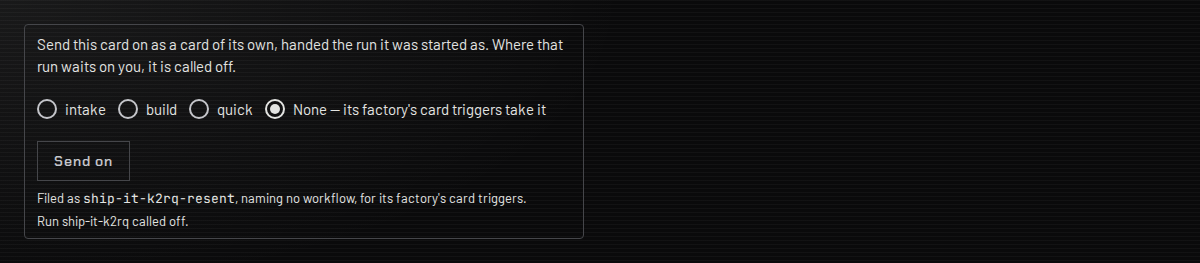 Send this card on as a card of its own, handed the run it was started as. Where that
run waits on you, it is called off.
intake build quick None — its factory's card triggers take it
Send on
Filed as ship-it-k2rq-resent, naming no workflow, for its factory's card triggers.
Run ship-it-k2rq called off.